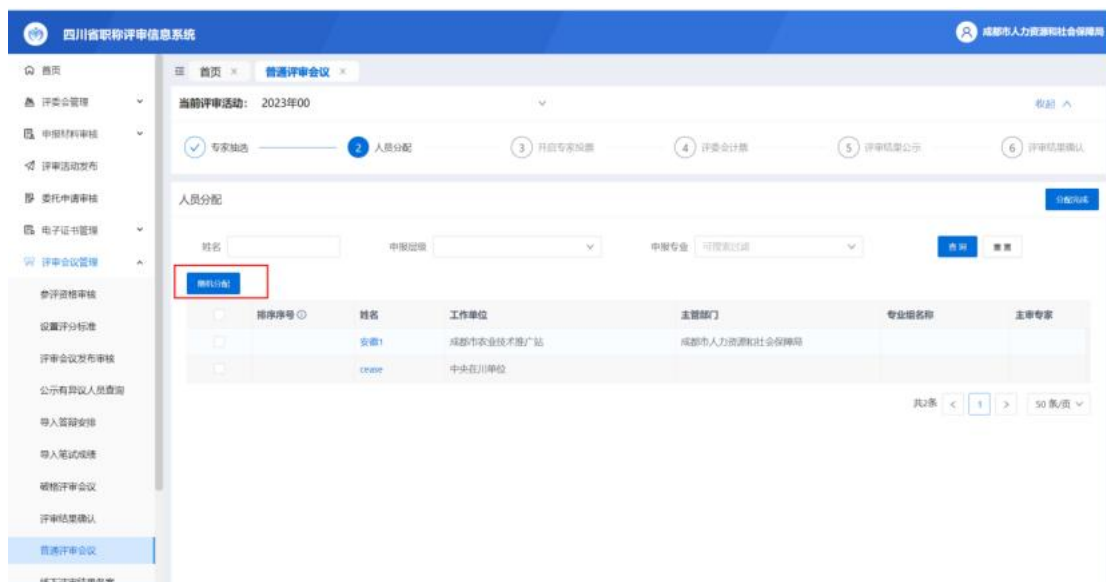 四川省职称评审信息系统
成都市人力资源和社会保障局
首页
评委会管理
申报材料审核
评审活动发布
委托申请审核
电子证书管理
评审会议管理
参评资格审核
设置评分标准
评审会议发布审核
公示有异议人员查询
导入答辩安排
导入笔试成绩
破格评审会议
评审结果确认
普通评审会议
首页 × 普通评审会议 ×
当前评审活动： 2023年00
收起
专家抽选 2 人员分配 3 开启专家投票 4 评委会计票 5 评审结果公示 6 评审结果确认
人员分配 分配完成
姓名 申报层级 申报专业 可搜索过滤 查询 重置
随机分配
排序序号 姓名 工作单位 主管部门 专业组名称 主审专家
安徽1 成都市农业技术推广站 成都市人力资源和社会保障局
cease 中央在川单位
共2条 < 1 > 50 条/页